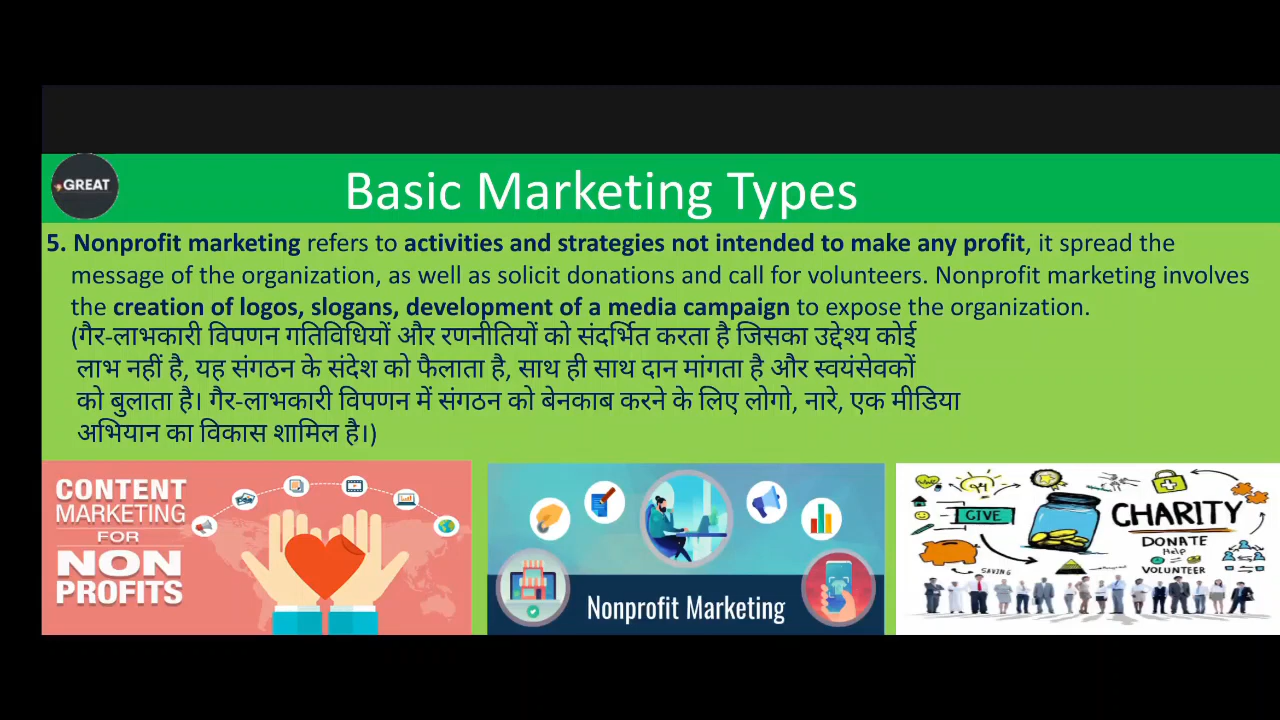 GREAT
Basic Marketing Types
5. Nonprofit marketing refers to activities and strategies not intended to make any profit, it spread the
message of the organization, as well as solicit donations and call for volunteers. Nonprofit marketing involves
the creation of logos, slogans, development of a media campaign to expose the organization.
(गैर-लाभकारी विपणन गतिविधियों और रणनीतियों को संदर्भित करता है जिसका उद्देश्य कोई
लाभ नहीं है, यह संगठन के संदेश को फैलाता है, साथ ही साथ दान मांगता है और स्वयंसेवकों
को बुलाता है। गैर-लाभकारी विपणन में संगठन को बेनकाब करने के लिए लोगो, नारे, एक मीडिया
अभियान का विकास शामिल है।)
CONTENT
MARKETING
FOR
NON
PROFITS
Nonprofit Marketing
GIVE
CHARITY
DONATE
Help
VOLUNTEER
SAVING